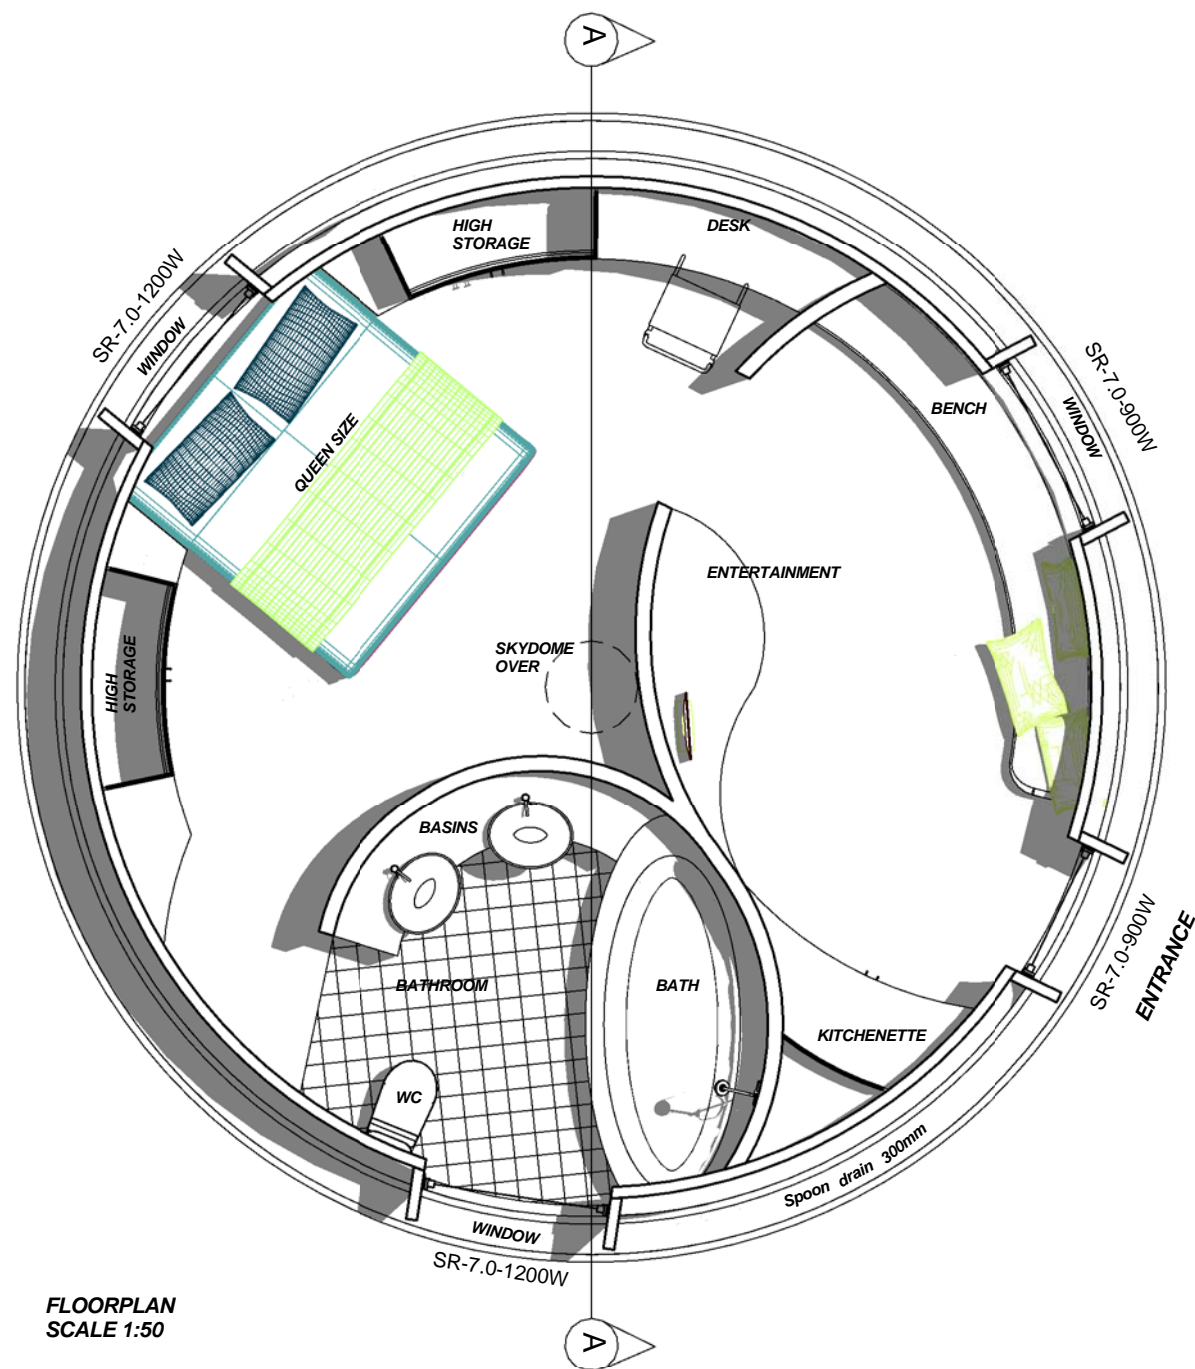 A
HIGH
STORAGE
DESK
SR-7.0-1200W
WINDOW
SR-7.0-900W
WINDOW
BENCH
QUEEN SIZE
ENTERTAINMENT
SKYDOME
OVER
HIGH
STORAGE
BASINS
SR-7.0-900W
ENTRANCE
BATHROOM
BATH
KITCHENETTE
WC
Spoon drain 300mm
WINDOW
SR-7.0-1200W
FLOORPLAN
SCALE 1:50
A